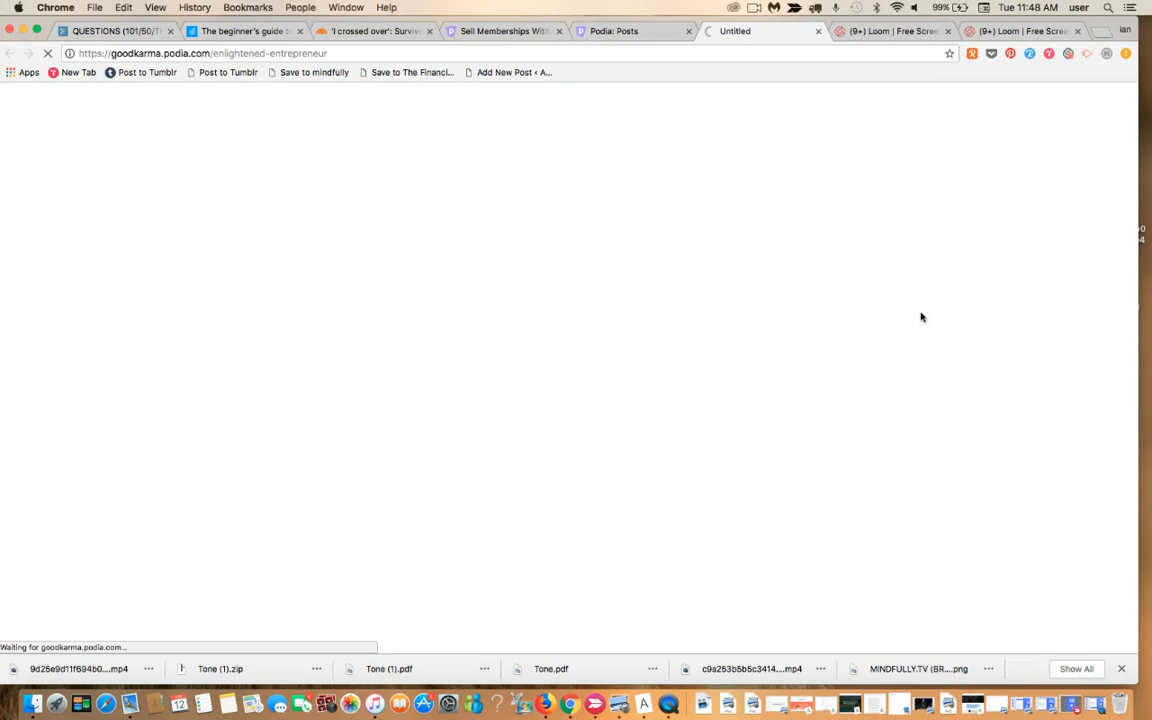 Chrome File Edit View History Bookmarks People Window Help 99% Tue 11:48 AM user
QUESTIONS (101/50/T The beginner's guide to 'I crossed over': Surviv Sell Memberships With Podia: Posts Untitled (9+) Loom | Free Scree (9+) Loom | Free Scree ian
https://goodkarma.podia.com/enlightened-entrepreneur
Apps New Tab Post to Tumblr Post to Tumblr Save to mindfully Save to The Financi... Add New Post ‹ A...
Waiting for goodkarma.podia.com...
9d25e9d11f694b0....mp4 Tone (1).zip Tone (1).pdf Tone.pdf c9a253b5b5c3414....mp4 MINDFULLY.TV (BR....png Show All